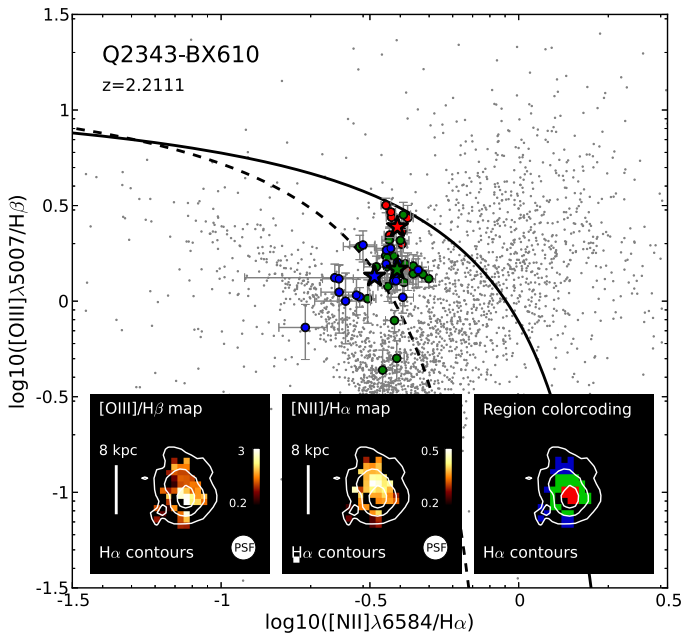 Q2343-BX610
z=2.2111
1.5
1
0.5
0
-0.5
-1
-1.5
log10([OIII]λ5007/Hβ)
[OIII]/Hβ map
8 kpc
3
0.2
Hα contours
PSF
[NII]/Hα map
8 kpc
0.5
0.2
Hα contours
PSF
Region colorcoding
Hα contours
-1.5
-1
-0.5
0
0.5
log10([NII]λ6584/Hα)